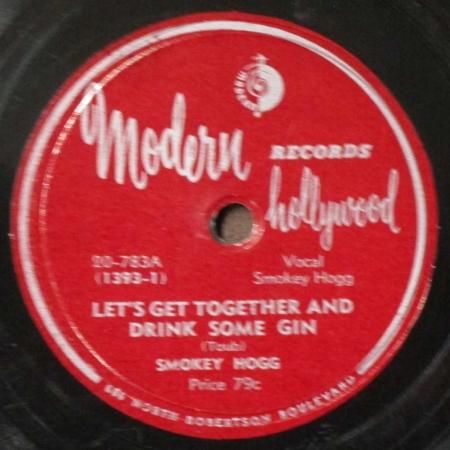 Modern RECORDS
hollywood
20-783A
(1393-1)
Vocal
Smokey Hogg
LET'S GET TOGETHER AND
DRINK SOME GIN
(Taub)
SMOKEY HOGG
Price 79c
686 NORTH ROBERTSON BOULEVARD